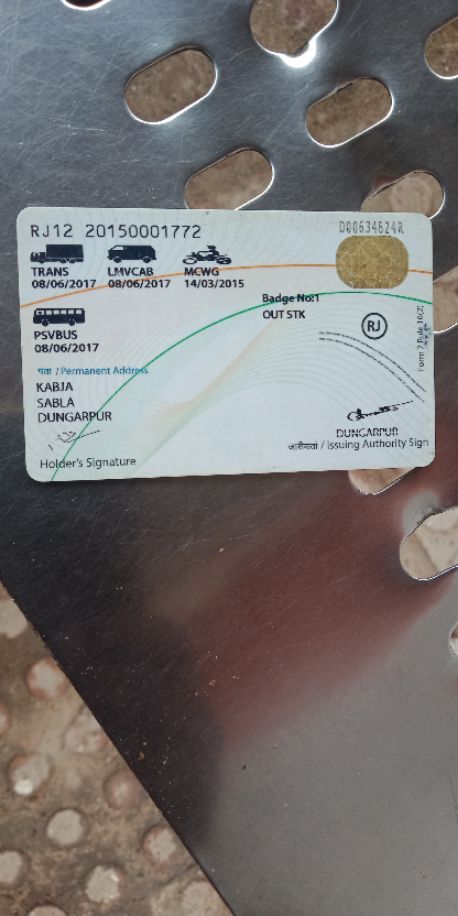 RJ12 20150001772
DQ0634624R
TRANS LMVCAB MCWG
08/06/2017 08/06/2017 14/03/2015
Badge No:1
OUT STK
PSVBUS
08/06/2017
RJ
Form 7 Rule 16(2)
पता / Permanent Address
KABJA
SABLA
DUNGARPUR
DUNGARPUR
Holder's Signature
/ Issuing Authority Sign